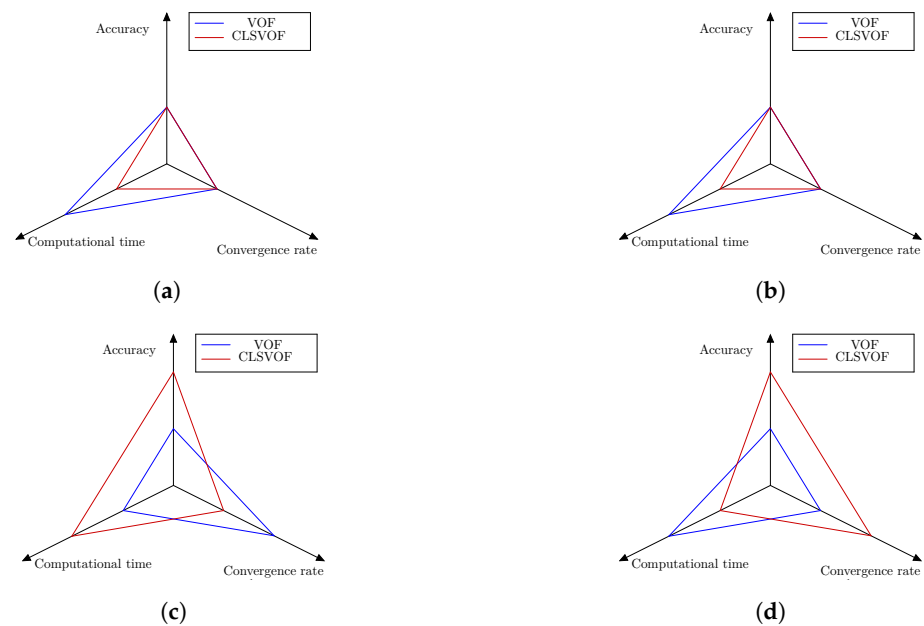 Accuracy
VOF
CLSVOF
Computational time
Convergence rate
(a)
Accuracy
VOF
CLSVOF
Computational time
Convergence rate
(b)
Accuracy
VOF
CLSVOF
Computational time
Convergence rate
(c)
Accuracy
VOF
CLSVOF
Computational time
Convergence rate
(d)